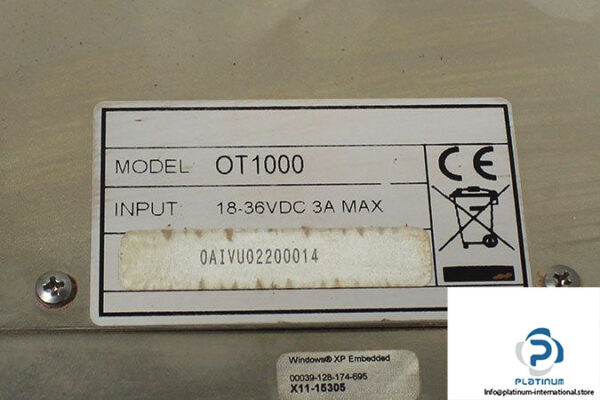 MODEL: OT1000
INPUT: 18-36VDC 3A MAX
CE
0AIVU02200014
Windows® XP Embedded
00039-128-174-695
X11-15305
PLATINUM
Info@platinum-international.store